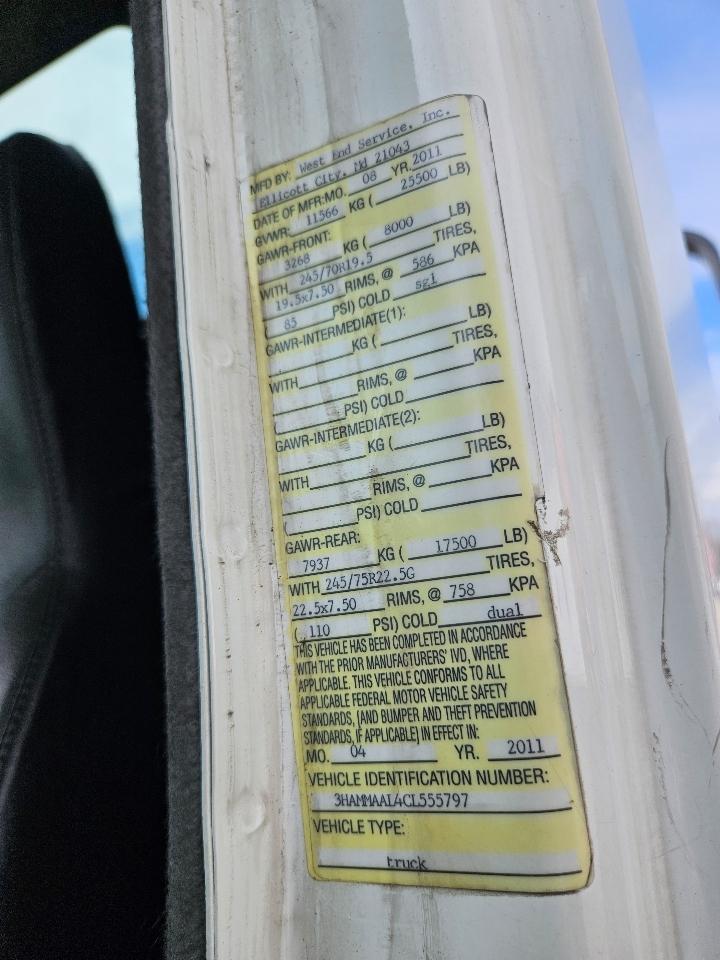 MFD BY: West End Service, Inc.
Ellicott City, Md 21043
DATE OF MFR:MO. 08 YR.2011
GVWR: 11566 KG ( 25500 LB)
GAWR-FRONT:
3268 KG ( 8000 LB)
WITH 245/70R19.5 TIRES,
19.5x7.50 RIMS, @ 586 KPA
85 PSI) COLD sgl
GAWR-INTERMEDIATE(1):
KG ( LB)
WITH TIRES,
RIMS, @ KPA
( PSI) COLD
GAWR-INTERMEDIATE(2):
KG ( LB)
WITH TIRES,
RIMS, @ KPA
( PSI) COLD
GAWR-REAR:
7937 KG ( 17500 LB)
WITH 245/75R22.5G TIRES,
22.5x7.50 RIMS, @ 758 KPA
( 110 PSI) COLD dual
THIS VEHICLE HAS BEEN COMPLETED IN ACCORDANCE
WITH THE PRIOR MANUFACTURERS' IVD, WHERE
APPLICABLE. THIS VEHICLE CONFORMS TO ALL
APPLICABLE FEDERAL MOTOR VEHICLE SAFETY
STANDARDS, [AND BUMPER AND THEFT PREVENTION
STANDARDS, IF APPLICABLE] IN EFFECT IN:
MO. 04 YR. 2011
VEHICLE IDENTIFICATION NUMBER:
3HAMMAAL4CL555797
VEHICLE TYPE:
truck